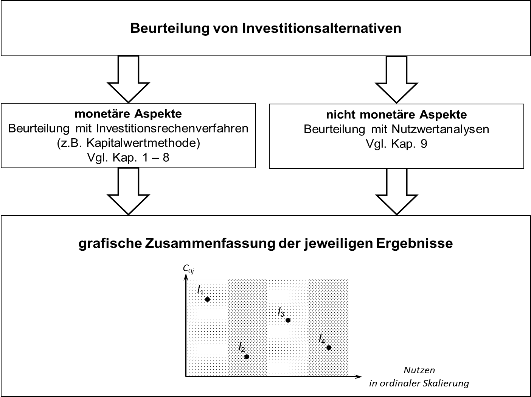 Beurteilung von Investitionsalternativen
monetäre Aspekte
Beurteilung mit Investitionsrechenverfahren
(z.B. Kapitalwertmethode)
Vgl. Kap. 1 – 8
nicht monetäre Aspekte
Beurteilung mit Nutzwertanalysen
Vgl. Kap. 9
grafische Zusammenfassung der jeweiligen Ergebnisse
C0j
I1
I2
I3
I4
Nutzen
in ordinaler Skalierung